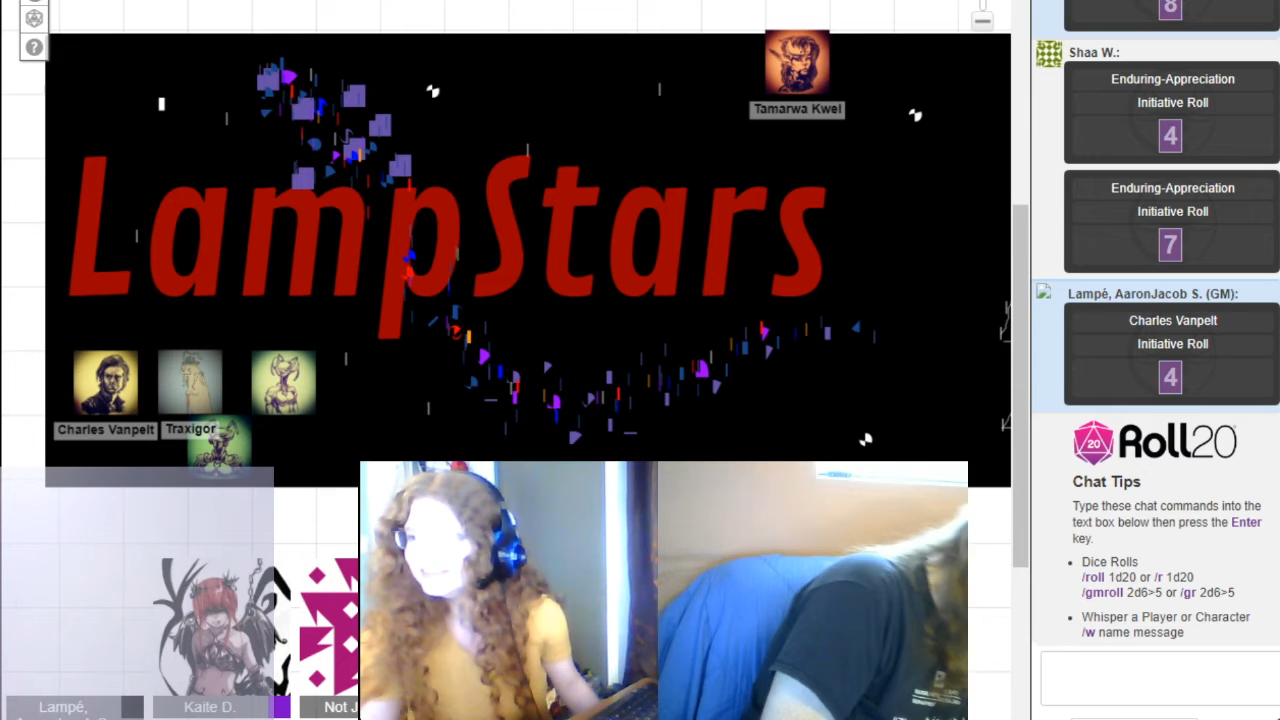 8
?
Tamarwa Kwei
LampStars
Charles Vanpelt
Traxigor
Lampé,
Kaite D.
Not J
Shaa W.:
Enduring-Appreciation
Initiative Roll
4
Enduring-Appreciation
Initiative Roll
7
Lampé, AaronJacob S. (GM):
Charles Vanpelt
Initiative Roll
4
20
Roll20
Chat Tips
Type these chat commands into the
text box below then press the Enter
key.
Dice Rolls
/roll 1d20 or /r 1d20
/gmroll 2d6>5 or /gr 2d6>5
Whisper a Player or Character
/w name message